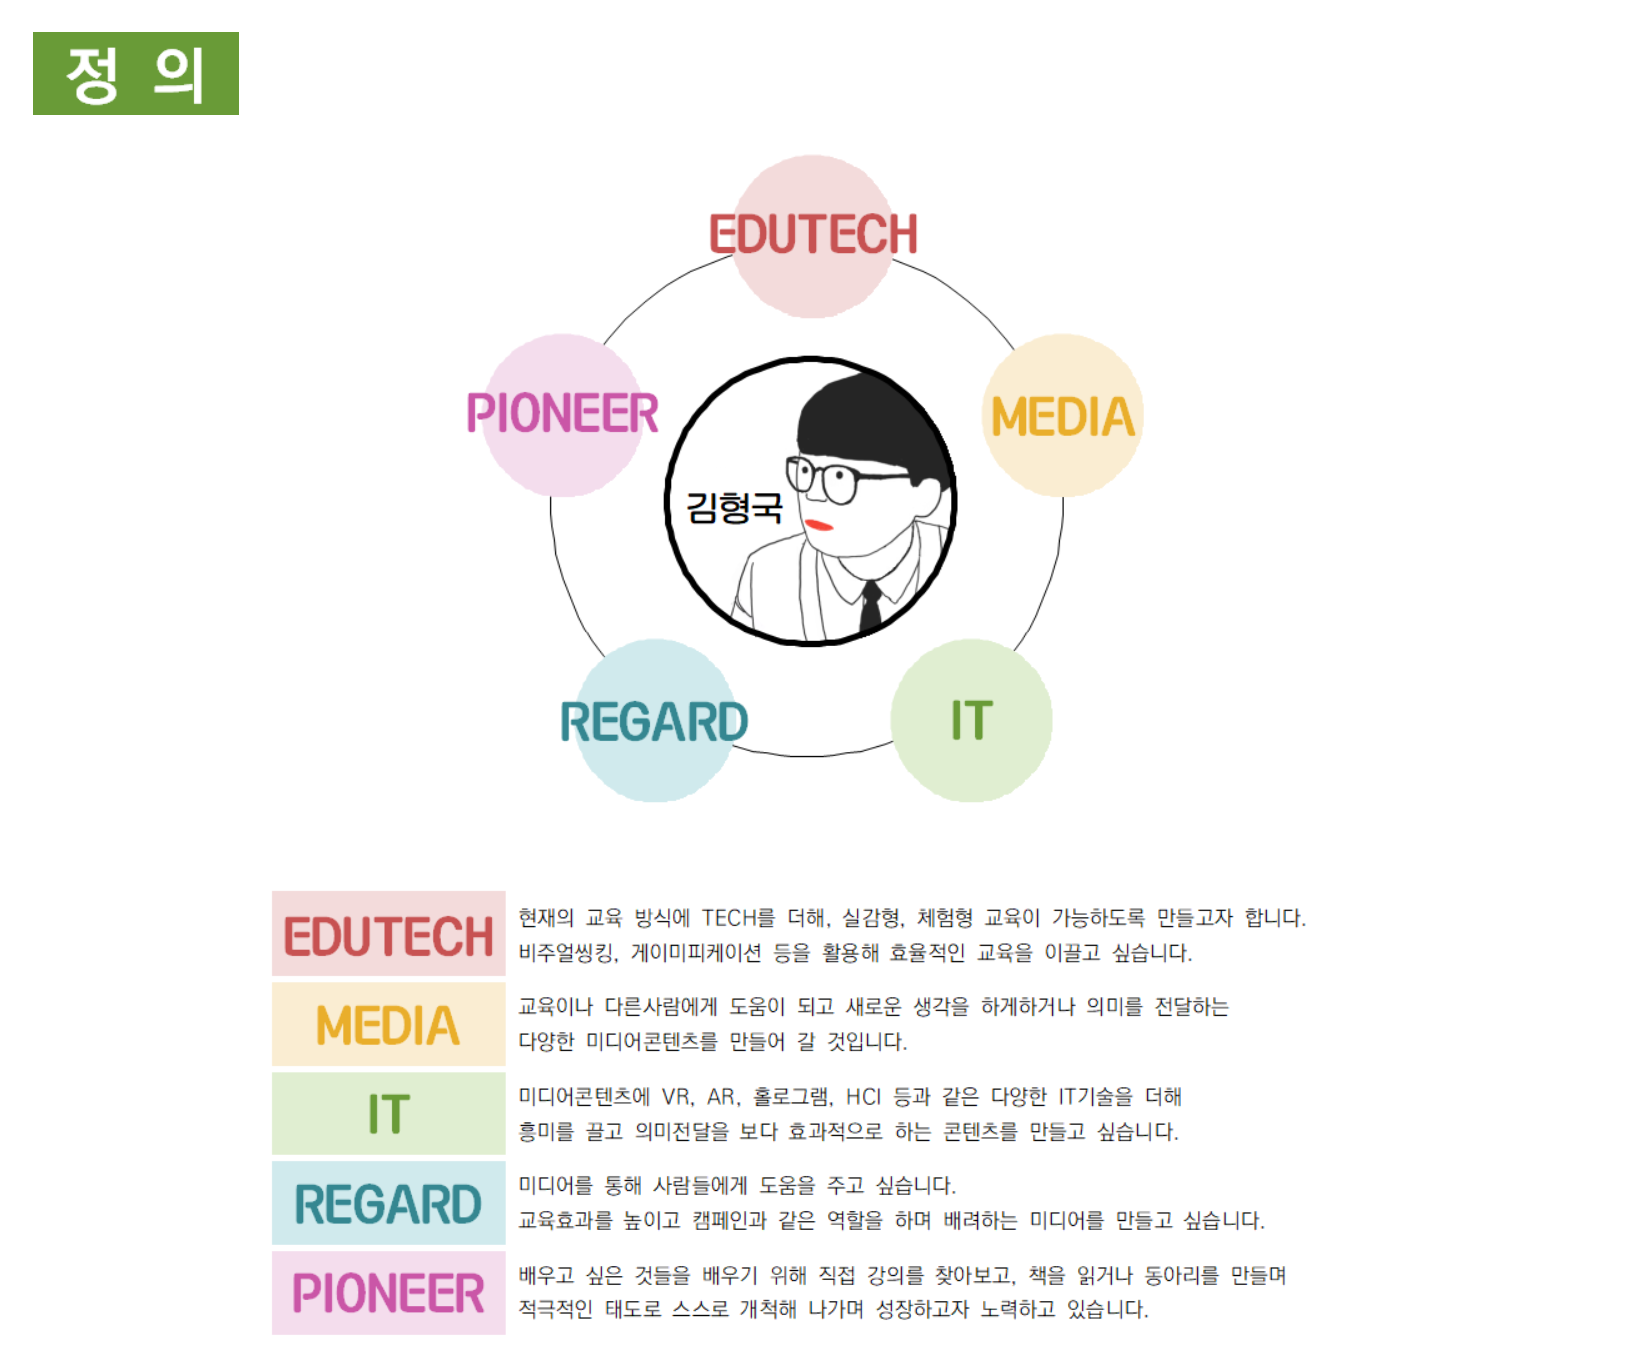 정 의
EDUTECH
PIONEER
MEDIA
김형국
REGARD
IT
EDUTECH
현재의 교육 방식에 TECH를 더해, 실감형, 체험형 교육이 가능하도록 만들고자 합니다.
비주얼씽킹, 게이미피케이션 등을 활용해 효율적인 교육을 이끌고 싶습니다.
MEDIA
교육이나 다른사람에게 도움이 되고 새로운 생각을 하게하거나 의미를 전달하는
다양한 미디어콘텐츠를 만들어 갈 것입니다.
IT
미디어콘텐츠에 VR, AR, 홀로그램, HCI 등과 같은 다양한 IT기술을 더해
흥미를 끌고 의미전달을 보다 효과적으로 하는 콘텐츠를 만들고 싶습니다.
REGARD
미디어를 통해 사람들에게 도움을 주고 싶습니다.
교육효과를 높이고 캠페인과 같은 역할을 하며 배려하는 미디어를 만들고 싶습니다.
PIONEER
배우고 싶은 것들을 배우기 위해 직접 강의를 찾아보고, 책을 읽거나 동아리를 만들며
적극적인 태도로 스스로 개척해 나가며 성장하고자 노력하고 있습니다.